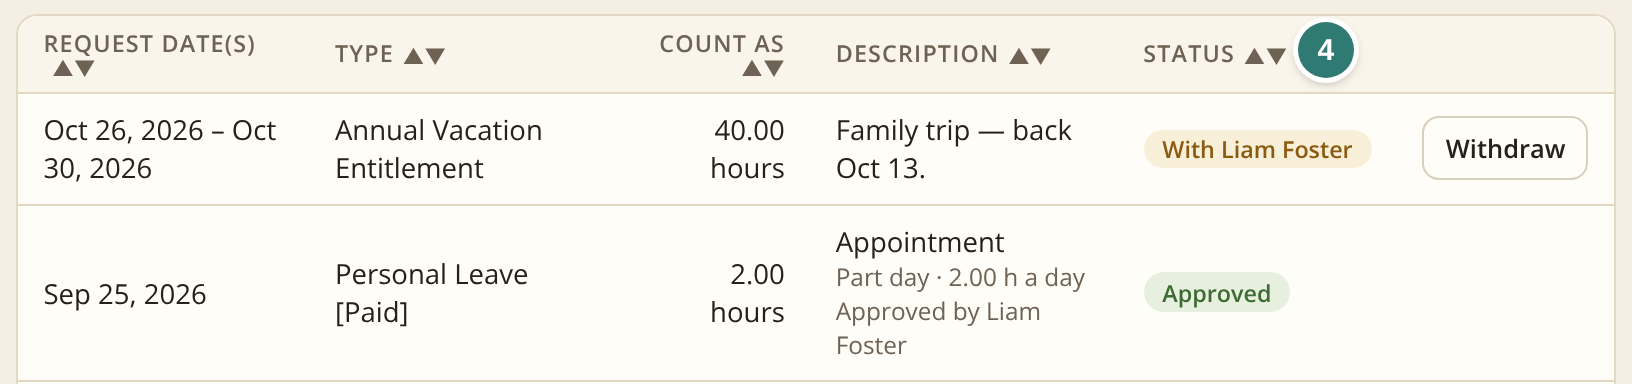 REQUEST DATE(S) ▲▼
TYPE ▲▼
COUNT AS ▲▼
DESCRIPTION ▲▼
STATUS ▲▼
4
Oct 26, 2026 – Oct
30, 2026
Annual Vacation
Entitlement
40.00
hours
Family trip — back
Oct 13.
With Liam Foster
Withdraw
Sep 25, 2026
Personal Leave
[Paid]
2.00
hours
Appointment
Part day · 2.00 h a day
Approved by Liam
Foster
Approved